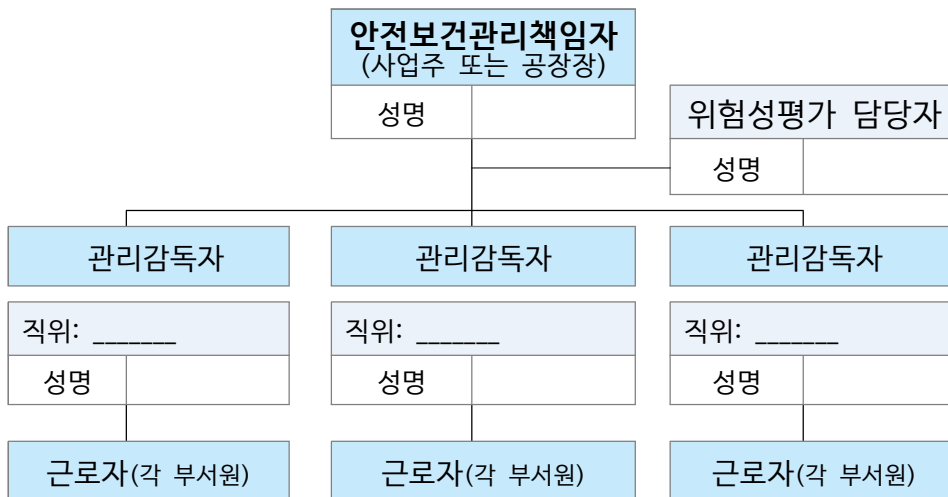 안전보건관리책임자
(사업주 또는 공장장)
성명
위험성평가 담당자
성명
관리감독자 관리감독자 관리감독자
직위: _______ 직위: _______ 직위: _______
성명 성명 성명
근로자(각 부서원) 근로자(각 부서원) 근로자(각 부서원)